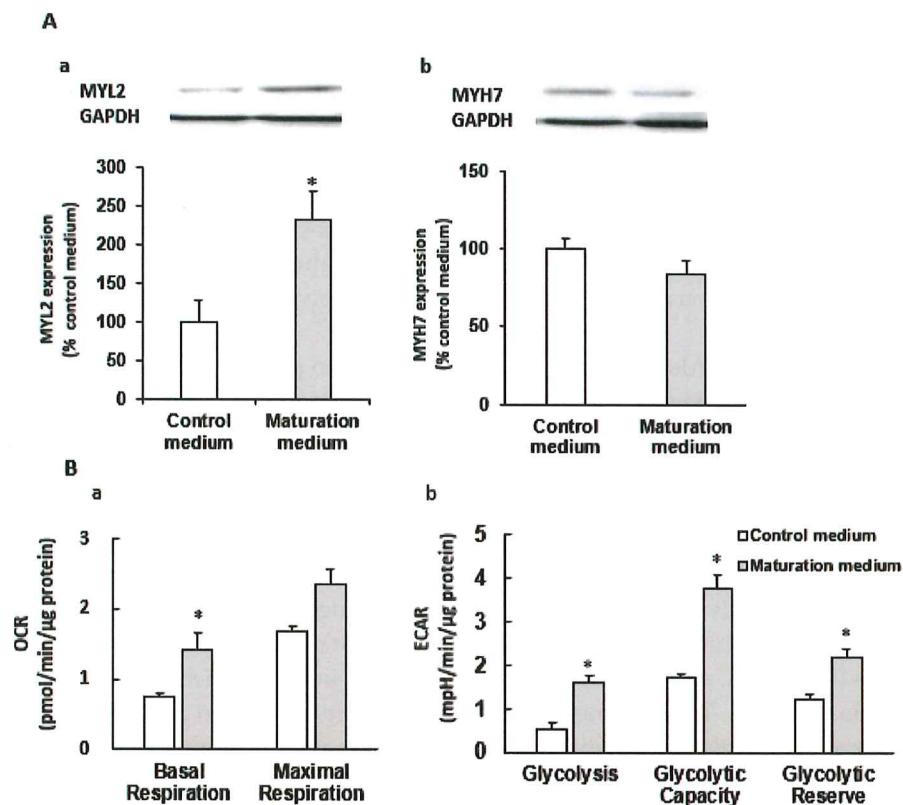 A
a
MYL2
GAPDH
MYL2 expression
(% control medium)
300
250
200
150
100
50
0
*
Control
medium
Maturation
medium
b
MYH7
GAPDH
MYH7 expression
(% control medium)
150
100
50
0
Control
medium
Maturation
medium
B
a
OCR
(pmol/min/µg protein)
3
2
1
0
*
Basal
Respiration
Maximal
Respiration
b
ECAR
(mpH/min/µg protein)
5
4
3
2
1
0
Control medium
Maturation medium
*
*
*
Glycolysis
Glycolytic
Capacity
Glycolytic
Reserve